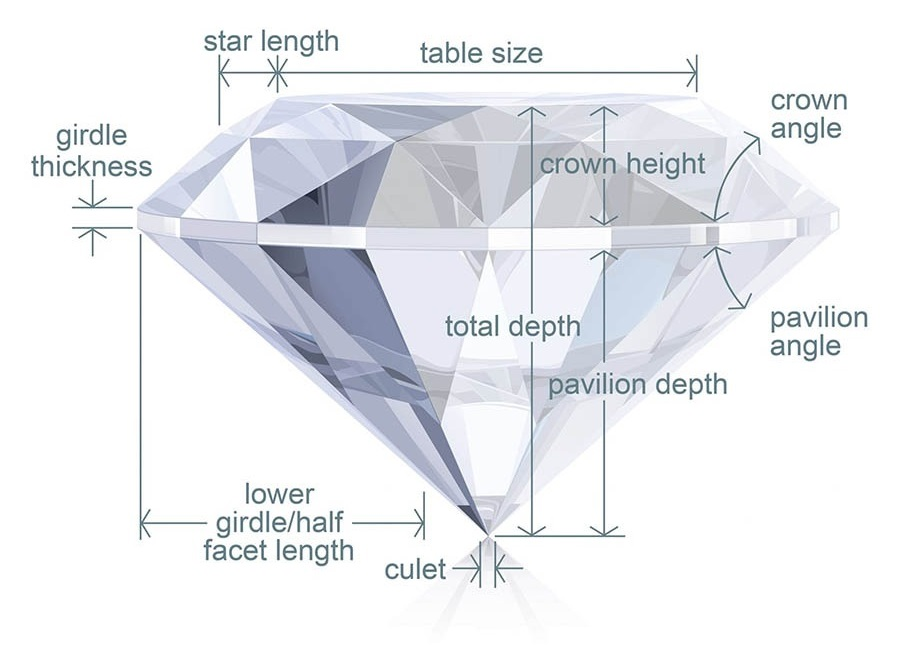 star length
table size
crown
angle
girdle
thickness
crown height
total depth
pavilion
angle
pavilion depth
lower
girdle/half
facet length
culet